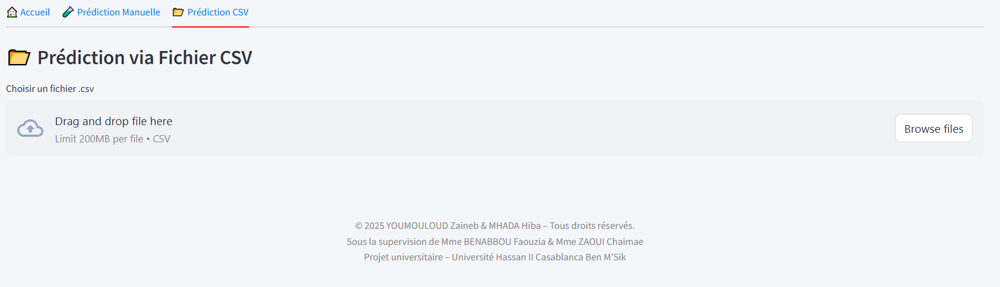 Accueil Prédiction Manuelle Prédiction CSV
Prédiction via Fichier CSV
Choisir un fichier .csv
Drag and drop file here
Limit 200MB per file • CSV
Browse files
© 2025 YOUMOULOUD Zaineb & MHADA Hiba – Tous droits réservés.
Sous la supervision de Mme BENABBOU Faouzia & Mme ZAOUI Chaimae
Projet universitaire – Université Hassan II Casablanca Ben M'Sik